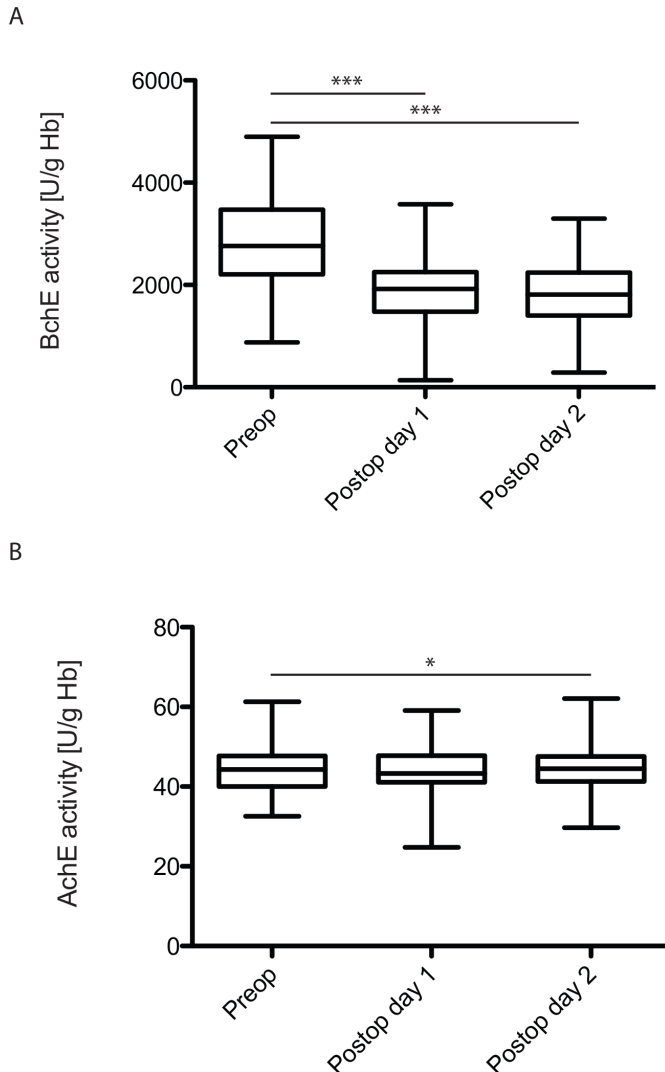 A
BchE activity [U/g Hb]
6000
4000
2000
0
***
***
Preop
Postop day 1
Postop day 2
B
AchE activity [U/g Hb]
80
60
40
20
0
*
Preop
Postop day 1
Postop day 2